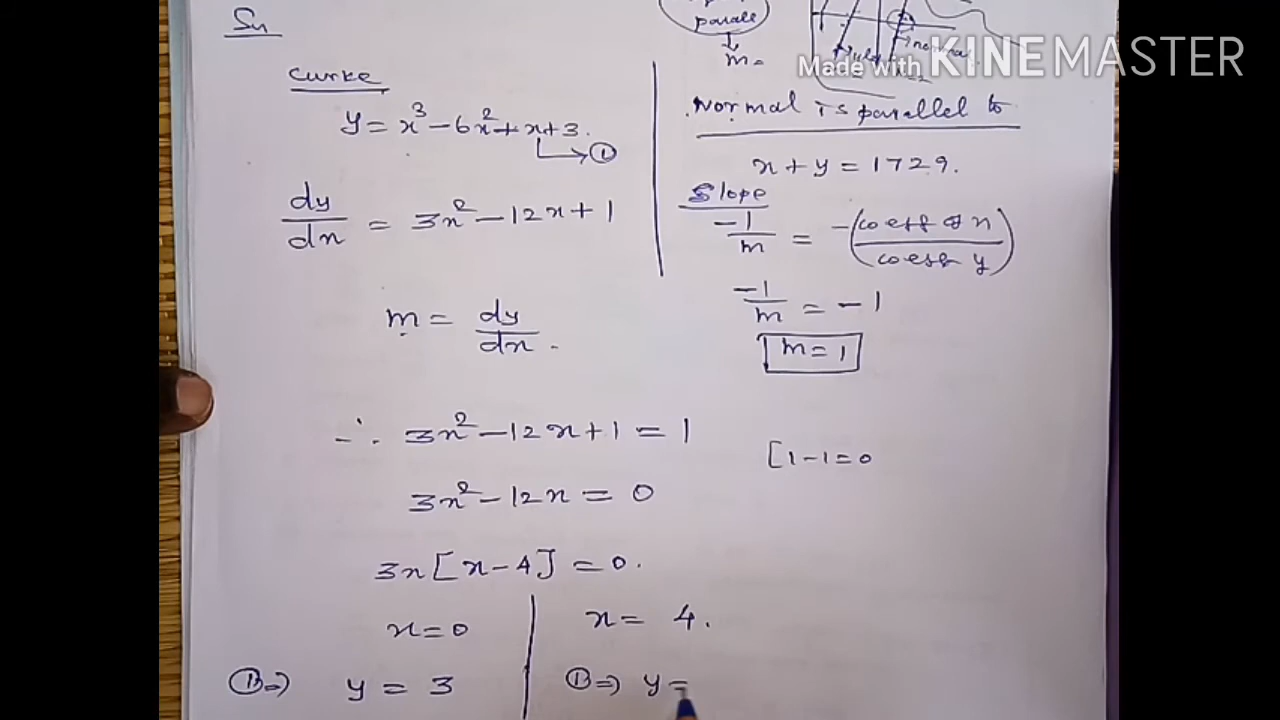 Made with KINEMASTER
Sn
m=
curke
y = x³ - 6x² + x + 3.
→ ①
dy/dx = 3x² - 12x + 1
m = dy/dx .
Normal is parallel to
x + y = 1729.
Slope
-1/m = -(coeff of x/coeff y)
-1/m = -1
m = 1
∴ 3x² - 12x + 1 = 1
[1-1=0
3x² - 12x = 0
3x[x-4] = 0.
x = 0
x = 4.
① ⇒) y = 3
① ⇒) y =